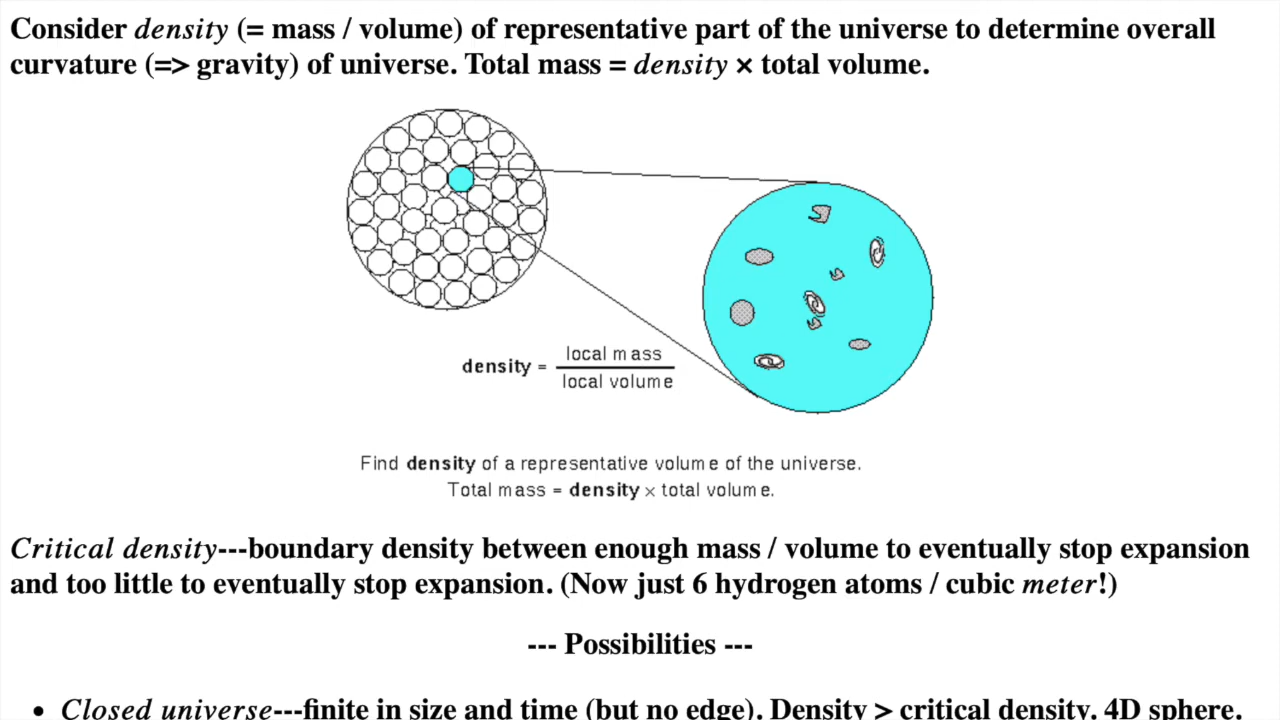 Consider density (= mass / volume) of representative part of the universe to determine overall
curvature (=> gravity) of universe. Total mass = density × total volume.
density = local mass
local volume
Find density of a representative volume of the universe.
Total mass = density × total volume.
Critical density---boundary density between enough mass / volume to eventually stop expansion
and too little to eventually stop expansion. (Now just 6 hydrogen atoms / cubic meter!)
--- Possibilities ---
• Closed universe---finite in size and time (but no edge). Density > critical density. 4D sphere.